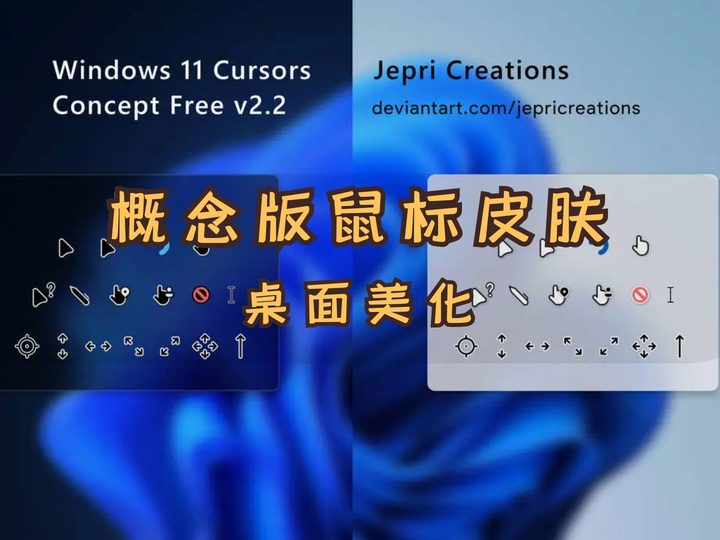 Windows 11 Cursors
Concept Free v2.2
Jepri Creations
deviantart.com/jepricreations
概念版鼠标皮肤
桌面美化